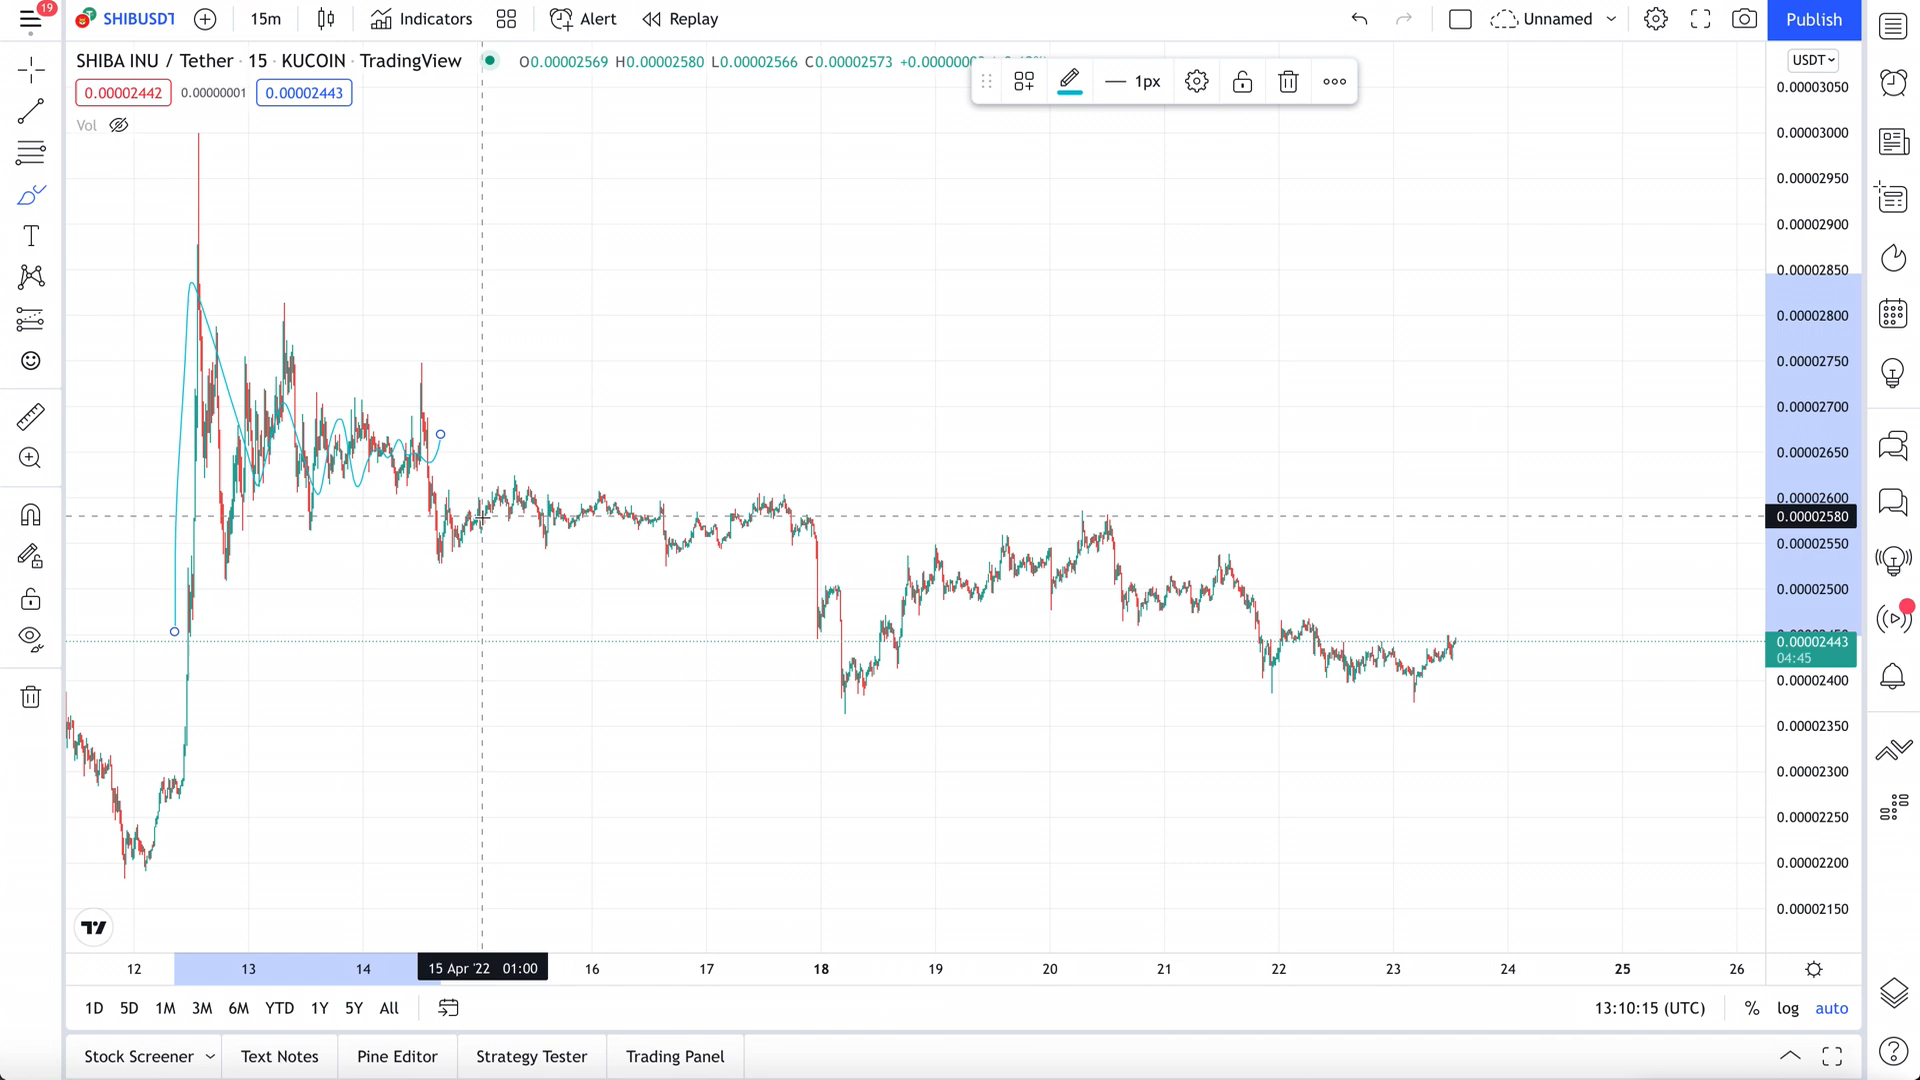 19
SHIBUSDT
15m
Indicators
Alert
Replay
Unnamed
Publish
SHIBA INU / Tether · 15 · KUCOIN · TradingView
O0.00002569 H0.00002580 L0.00002566 C0.00002573
USDT
1px
0.00002442
0.00000001
0.00002443
Vol
0.00003050
0.00003000
0.00002950
0.00002900
0.00002850
0.00002800
0.00002750
0.00002700
0.00002650
0.00002600
0.00002580
0.00002550
0.00002500
0.00002443
04:45
0.00002400
0.00002350
0.00002300
0.00002250
0.00002200
0.00002150
12
13
14
15 Apr '22 01:00
16
17
18
19
20
21
22
23
24
25
26
1D
5D
1M
3M
6M
YTD
1Y
5Y
All
13:10:15 (UTC)
%
log
auto
Stock Screener
Text Notes
Pine Editor
Strategy Tester
Trading Panel